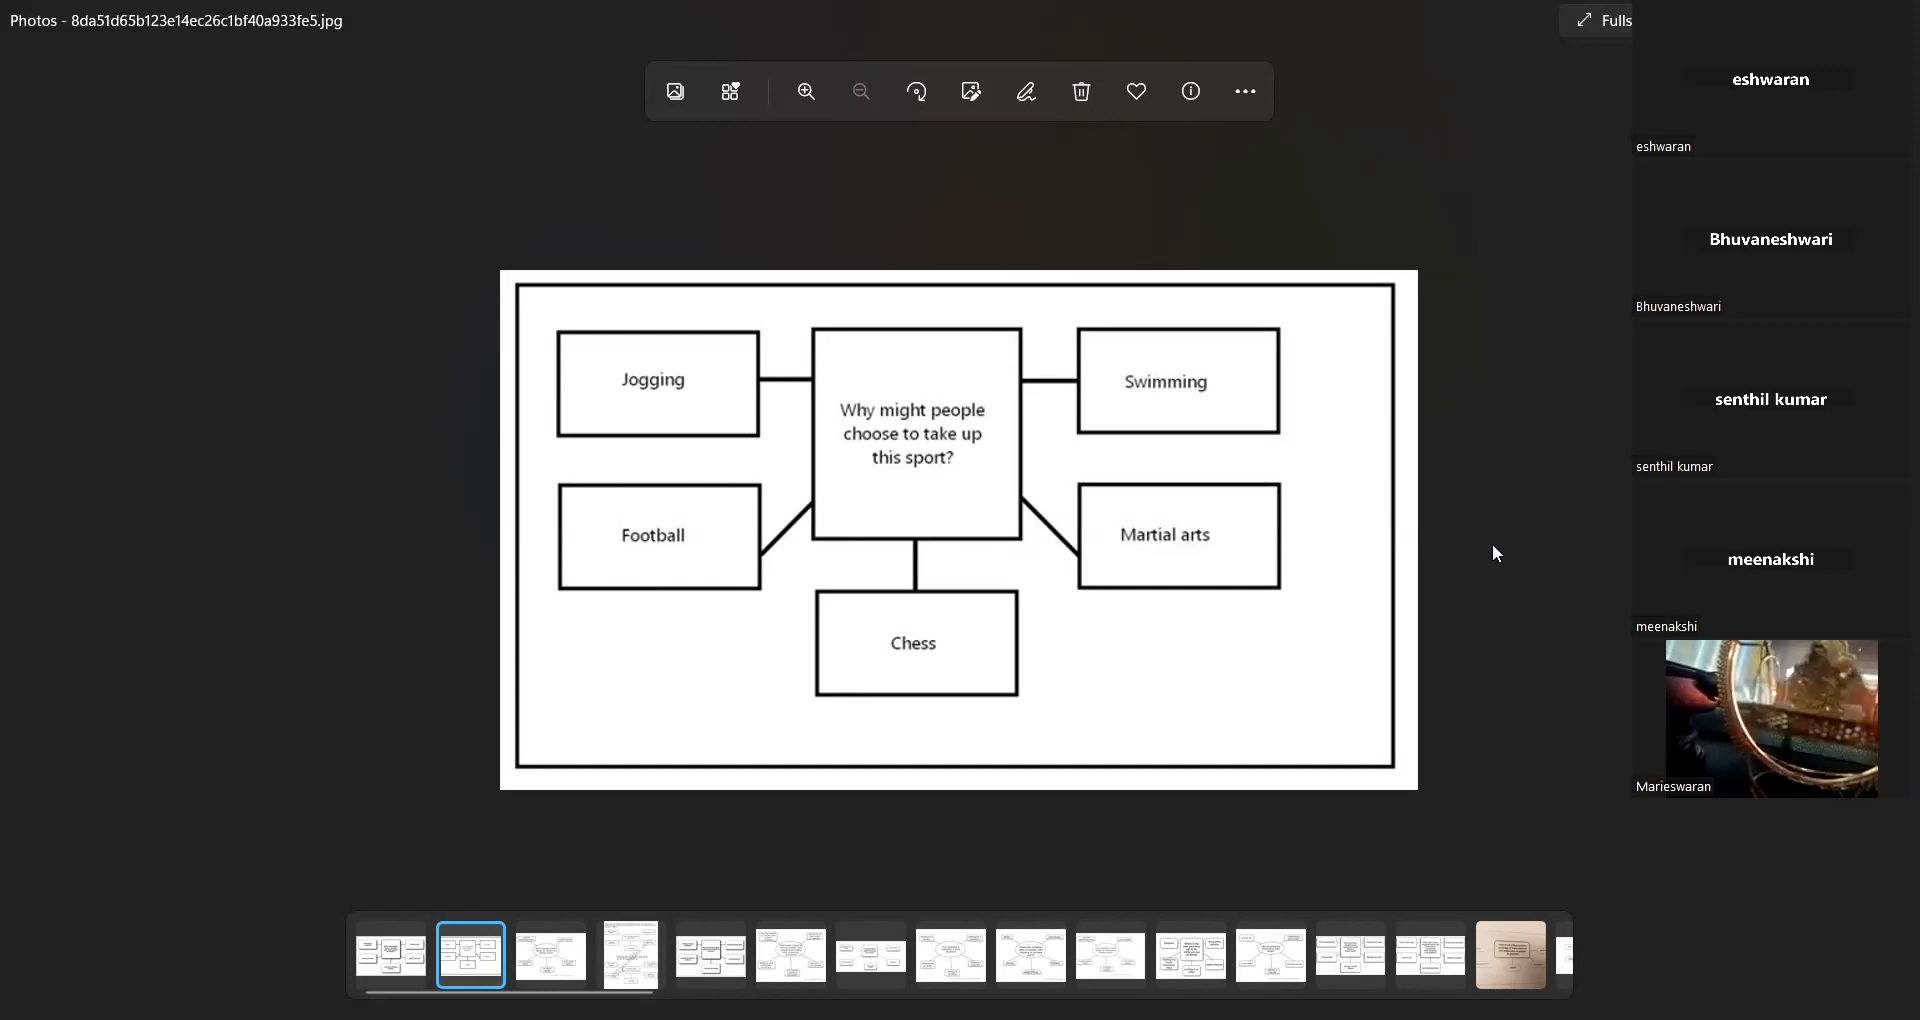 Photos - 8da51d65b123e14ec26c1bf40a933fe5.jpg
Fulls
eshwaran
eshwaran
Bhuvaneshwari
Bhuvaneshwari
senthil kumar
senthil kumar
meenakshi
meenakshi
Marieswaran
Jogging
Why might people
choose to take up
this sport?
Swimming
Football
Martial arts
Chess